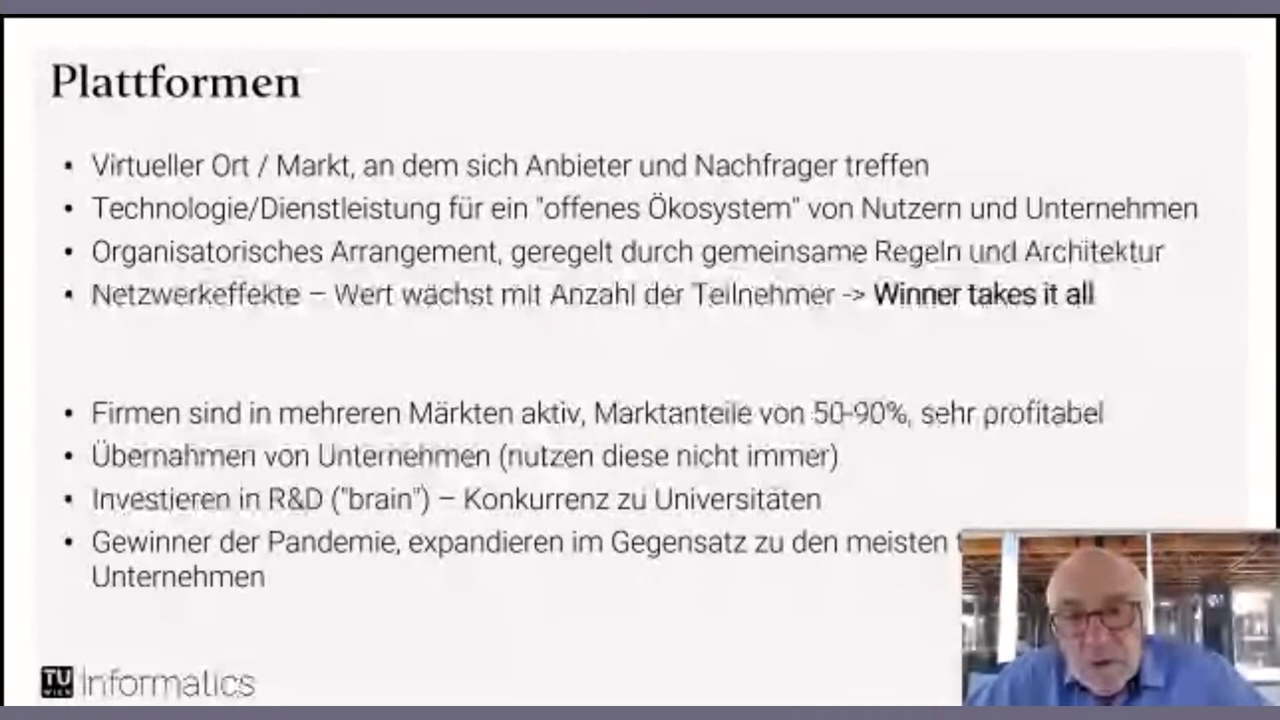 Plattformen
• Virtueller Ort / Markt, an dem sich Anbieter und Nachfrager treffen
• Technologie/Dienstleistung für ein "offenes Ökosystem" von Nutzern und Unternehmen
• Organisatorisches Arrangement, geregelt durch gemeinsame Regeln und Architektur
• Netzwerkeffekte – Wert wächst mit Anzahl der Teilnehmer -> Winner takes it all
• Firmen sind in mehreren Märkten aktiv, Marktanteile von 50-90%, sehr profitabel
• Übernahmen von Unternehmen (nutzen diese nicht immer)
• Investieren in R&D ("brain") – Konkurrenz zu Universitäten
• Gewinner der Pandemie, expandieren im Gegensatz zu den meisten
Unternehmen
TU WIEN Informatics